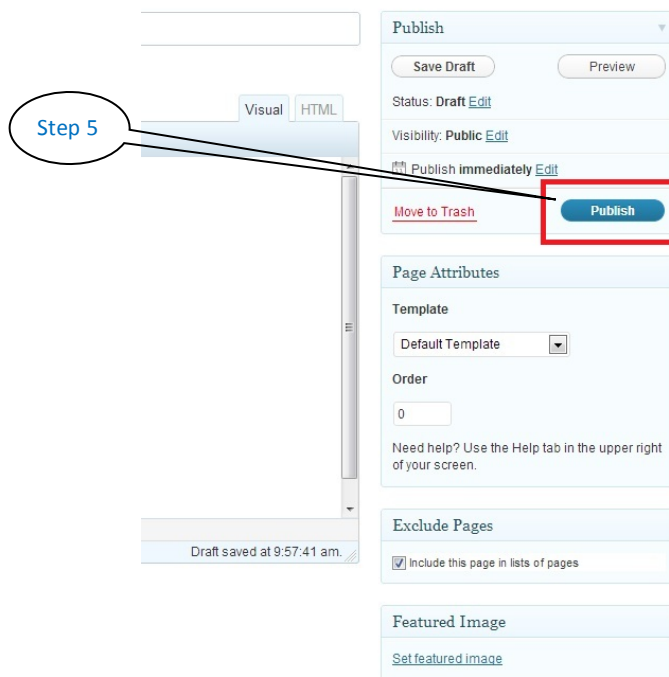 Step 5
Visual HTML
Draft saved at 9:57:41 am.
Publish
Save Draft Preview
Status: Draft Edit
Visibility: Public Edit
Publish immediately Edit
Move to Trash Publish
Page Attributes
Template
Default Template
Order
0
Need help? Use the Help tab in the upper right
of your screen.
Exclude Pages
Include this page in lists of pages
Featured Image
Set featured image